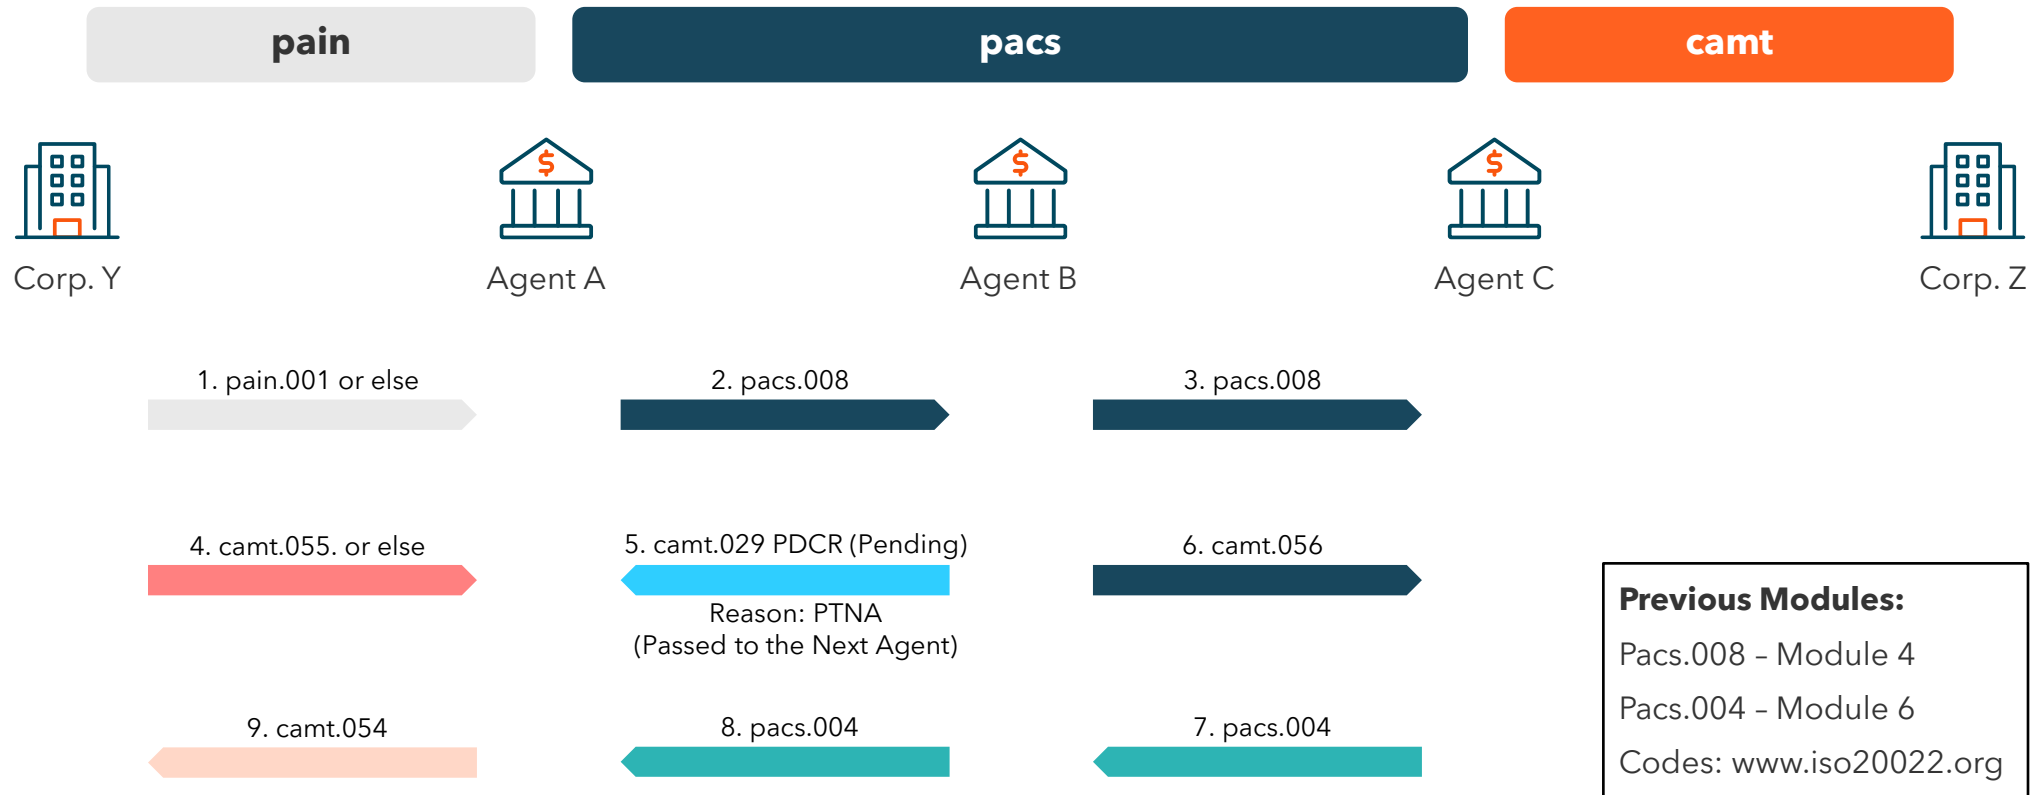 pain
pacs
camt
$
$
$
Corp. Y
Agent A
Agent B
Agent C
Corp. Z
1. pain.001 or else
2. pacs.008
3. pacs.008
4. camt.055. or else
5. camt.029 PDCR (Pending)
Reason: PTNA
(Passed to the Next Agent)
6. camt.056
9. camt.054
8. pacs.004
7. pacs.004
Previous Modules:
Pacs.008 – Module 4
Pacs.004 – Module 6
Codes: www.iso20022.org